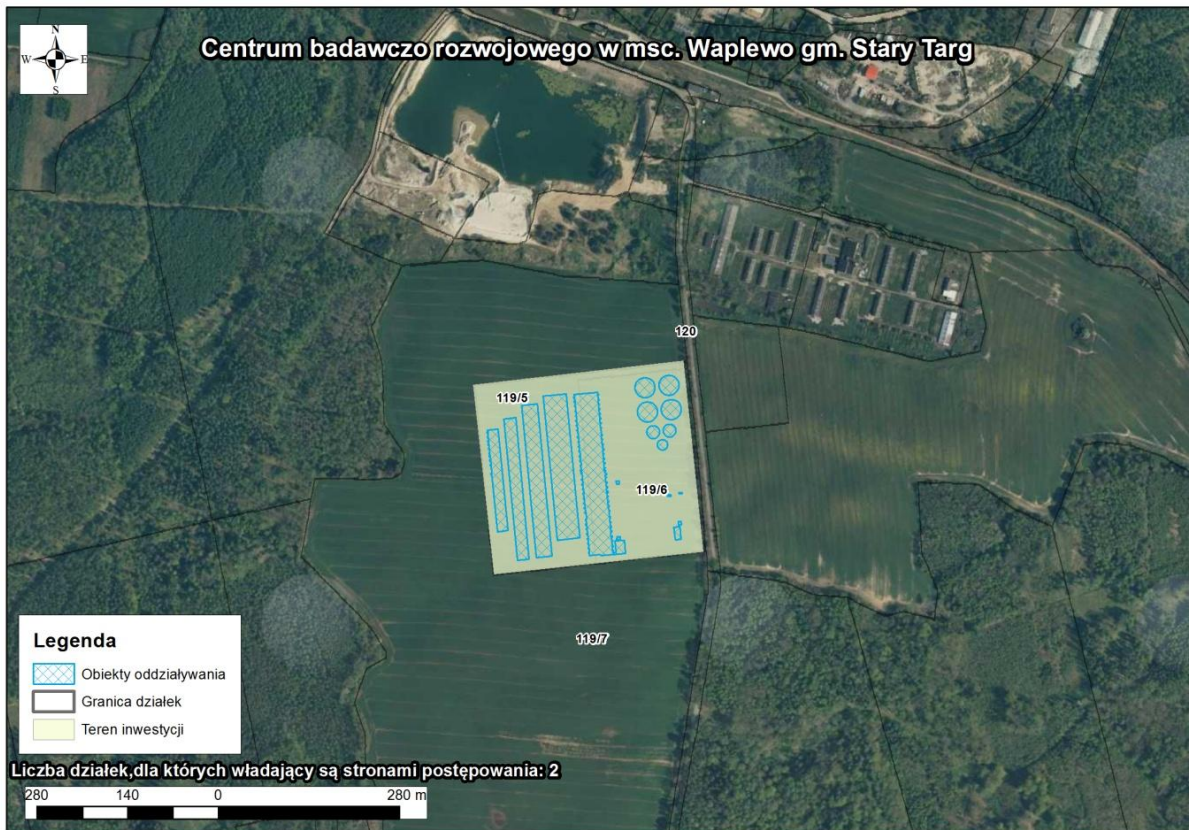 N
W E
S
Centrum badawczo rozwojowego w msc. Waplewo gm. Stary Targ
120
119/5
119/6
119/7
Legenda
Obiekty oddziaływania
Granica działek
Teren inwestycji
Liczba działek,dla których władający są stronami postępowania: 2
280 140 0 280 m